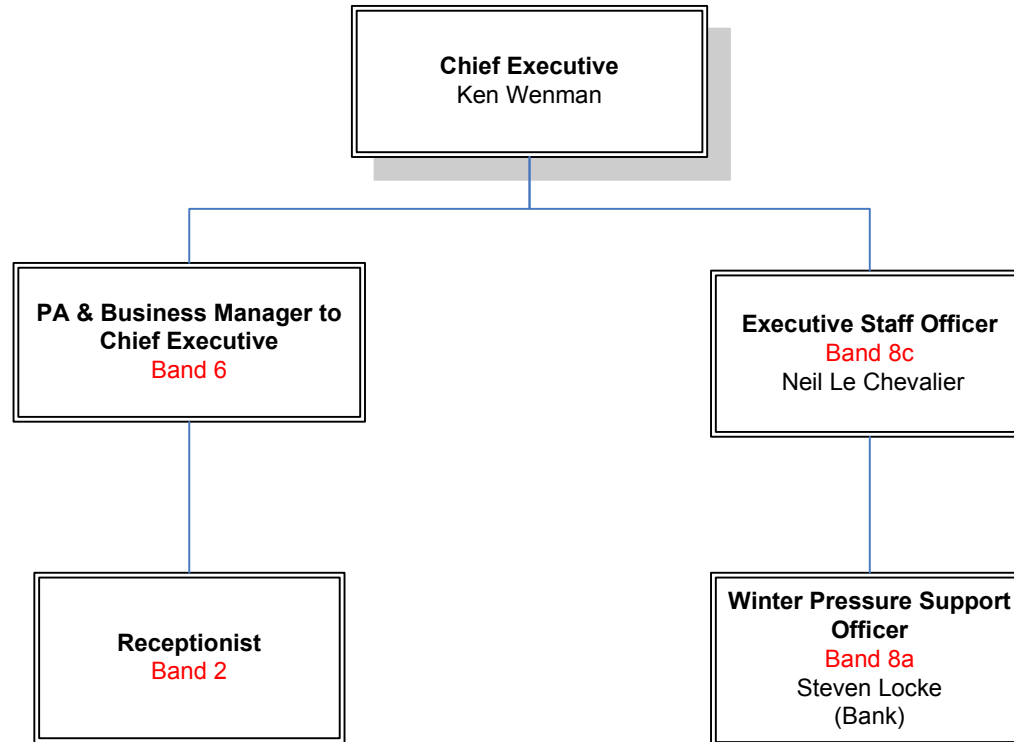 Chief Executive
Ken Wenman
PA & Business Manager to
Chief Executive
Band 6
Executive Staff Officer
Band 8c
Neil Le Chevalier
Receptionist
Band 2
Winter Pressure Support
Officer
Band 8a
Steven Locke
(Bank)